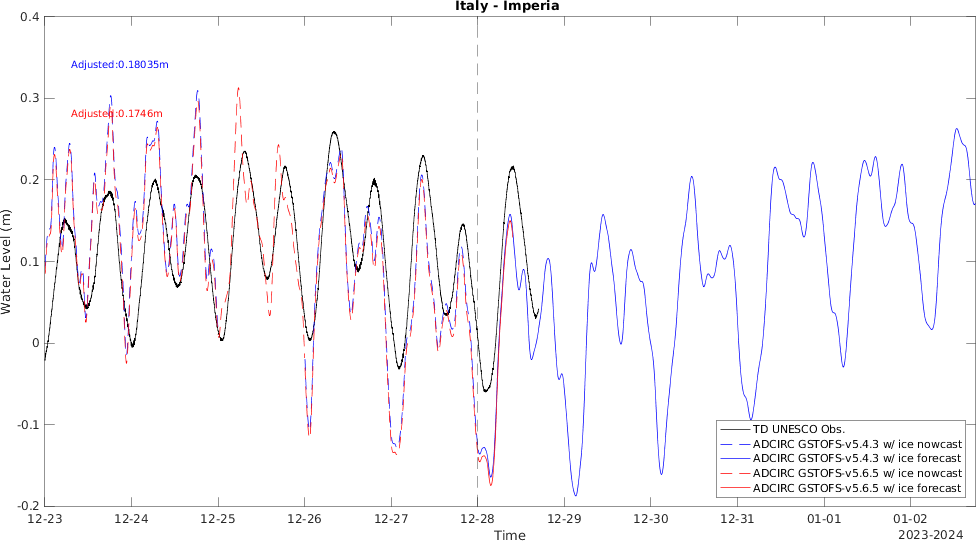 Italy - Imperia
Adjusted:0.18035m
Adjusted:0.1746m
Water Level (m)
0.4
0.3
0.2
0.1
0
-0.1
-0.2
TD UNESCO Obs.
ADCIRC GSTOFS-v5.4.3 w/ ice nowcast
ADCIRC GSTOFS-v5.4.3 w/ ice forecast
ADCIRC GSTOFS-v5.6.5 w/ ice nowcast
ADCIRC GSTOFS-v5.6.5 w/ ice forecast
12-23 12-24 12-25 12-26 12-27 12-28 12-29 12-30 12-31 01-01 01-02
Time
2023-2024